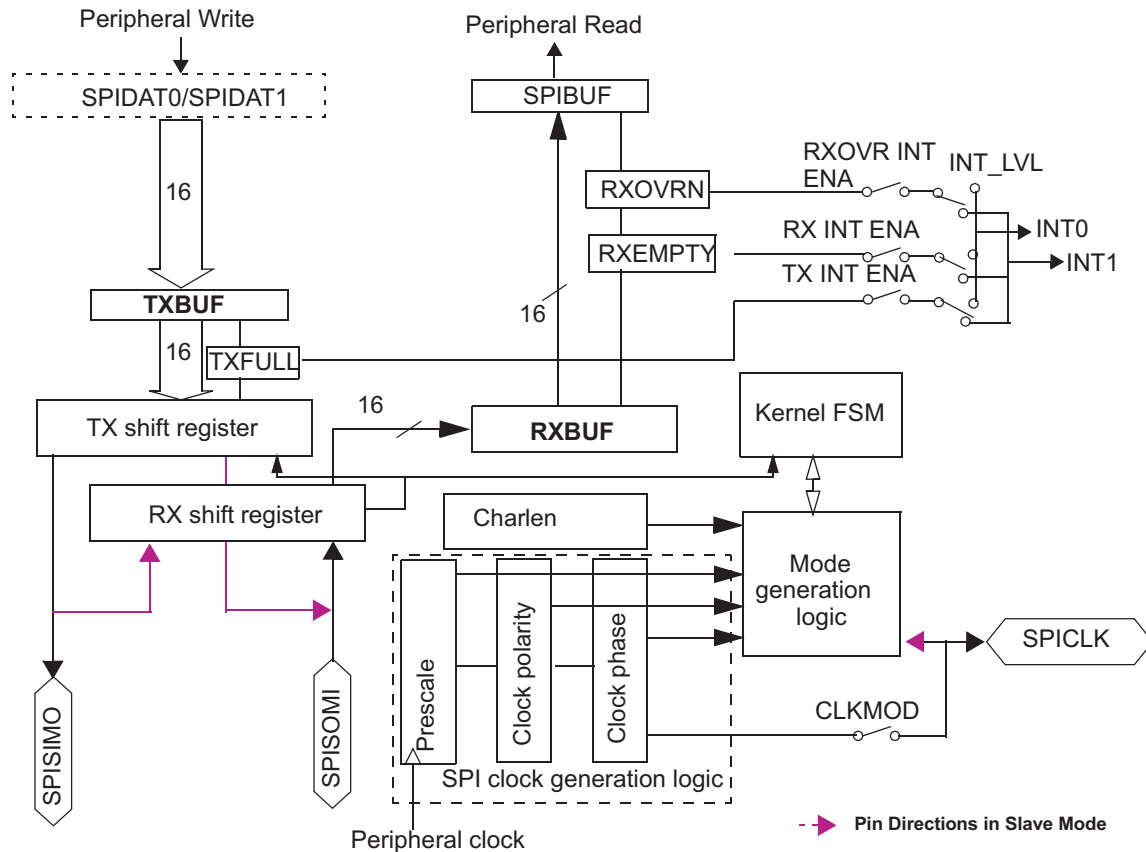 Peripheral Write
Peripheral Read
SPIDAT0/SPIDAT1
SPIBUF
16
RXOVRN
RXOVR INT
ENA
INT_LVL
RXEMPTY
RX INT ENA
INT0
INT1
TX INT ENA
TXBUF
16
16
TXFULL
TX shift register
16
RXBUF
Kernel FSM
RX shift register
Charlen
Mode
generation
logic
Prescale
Clock polarity
Clock phase
SPICLK
CLKMOD
SPISIMO
SPISOMI
SPI clock generation logic
Peripheral clock
Pin Directions in Slave Mode